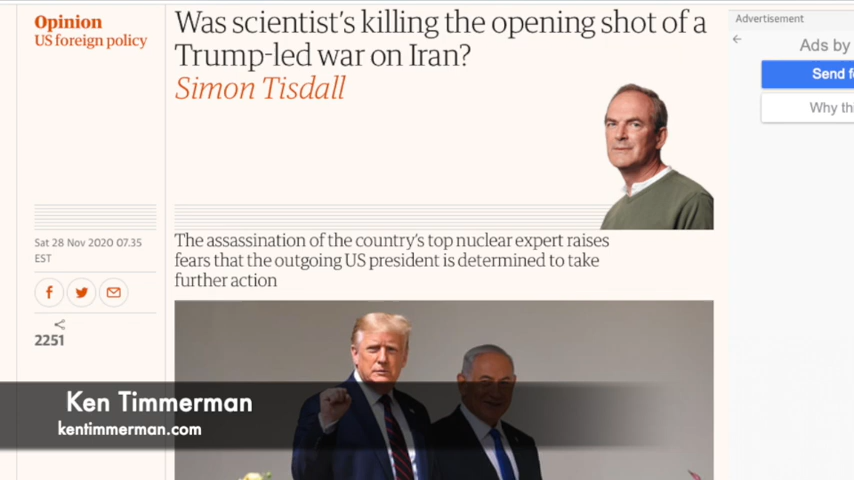 Opinion
US foreign policy
Was scientist's killing the opening shot of a
Trump-led war on Iran?
Simon Tisdall
Advertisement
Ads by
Send f
Why th
Sat 28 Nov 2020 07.35
EST
2251
The assassination of the country's top nuclear expert raises
fears that the outgoing US president is determined to take
further action
Ken Timmerman
kentimmerman.com